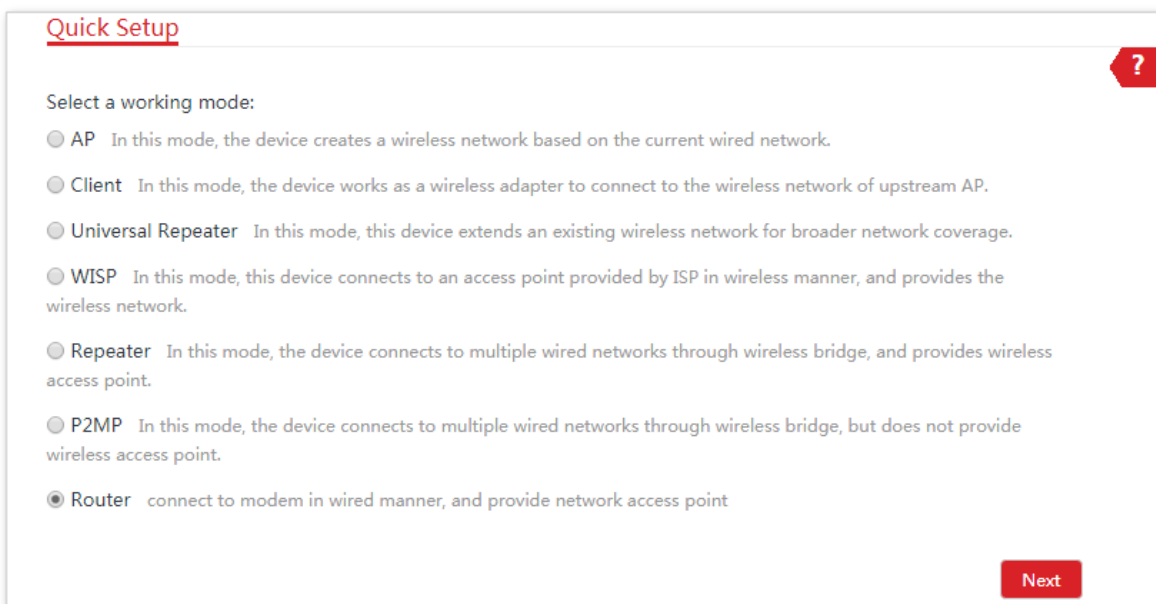 Quick Setup
?
Select a working mode:
AP In this mode, the device creates a wireless network based on the current wired network.
Client In this mode, the device works as a wireless adapter to connect to the wireless network of upstream AP.
Universal Repeater In this mode, this device extends an existing wireless network for broader network coverage.
WISP In this mode, this device connects to an access point provided by ISP in wireless manner, and provides the
wireless network.
Repeater In this mode, the device connects to multiple wired networks through wireless bridge, and provides wireless
access point.
P2MP In this mode, the device connects to multiple wired networks through wireless bridge, but does not provide
wireless access point.
Router connect to modem in wired manner, and provide network access point
Next